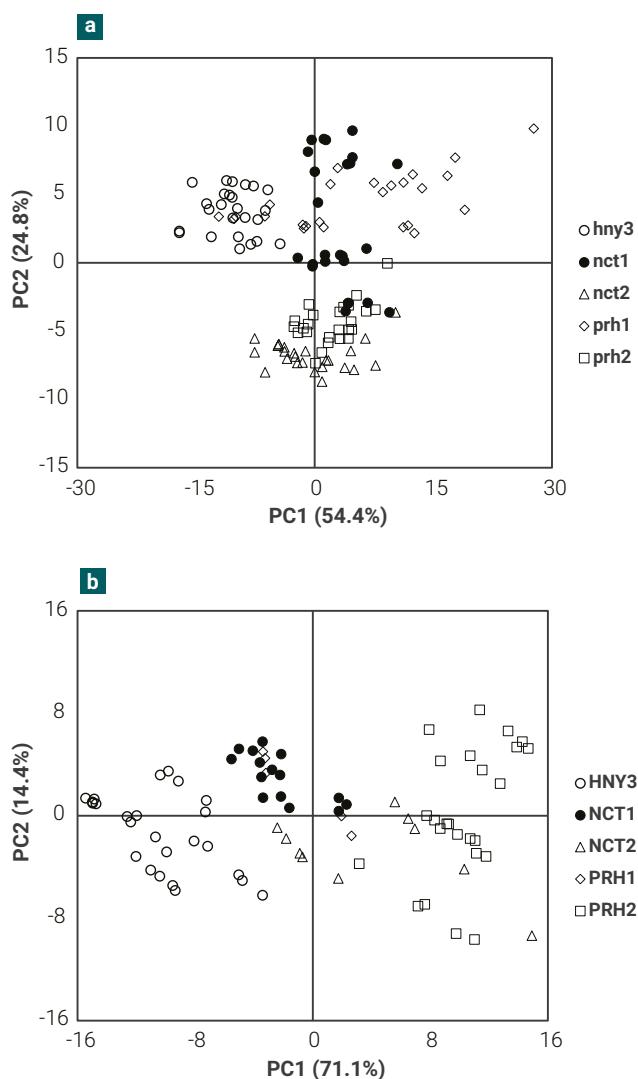 a
15
10
5
0
-5
-10
-15
PC2 (24.8%)
-30 -15 0 15 30
PC1 (54.4%)
hny3
nct1
nct2
prh1
prh2
b
16
8
0
-8
-16
PC2 (14.4%)
-16 -8 0 8 16
PC1 (71.1%)
HNY3
NCT1
NCT2
PRH1
PRH2